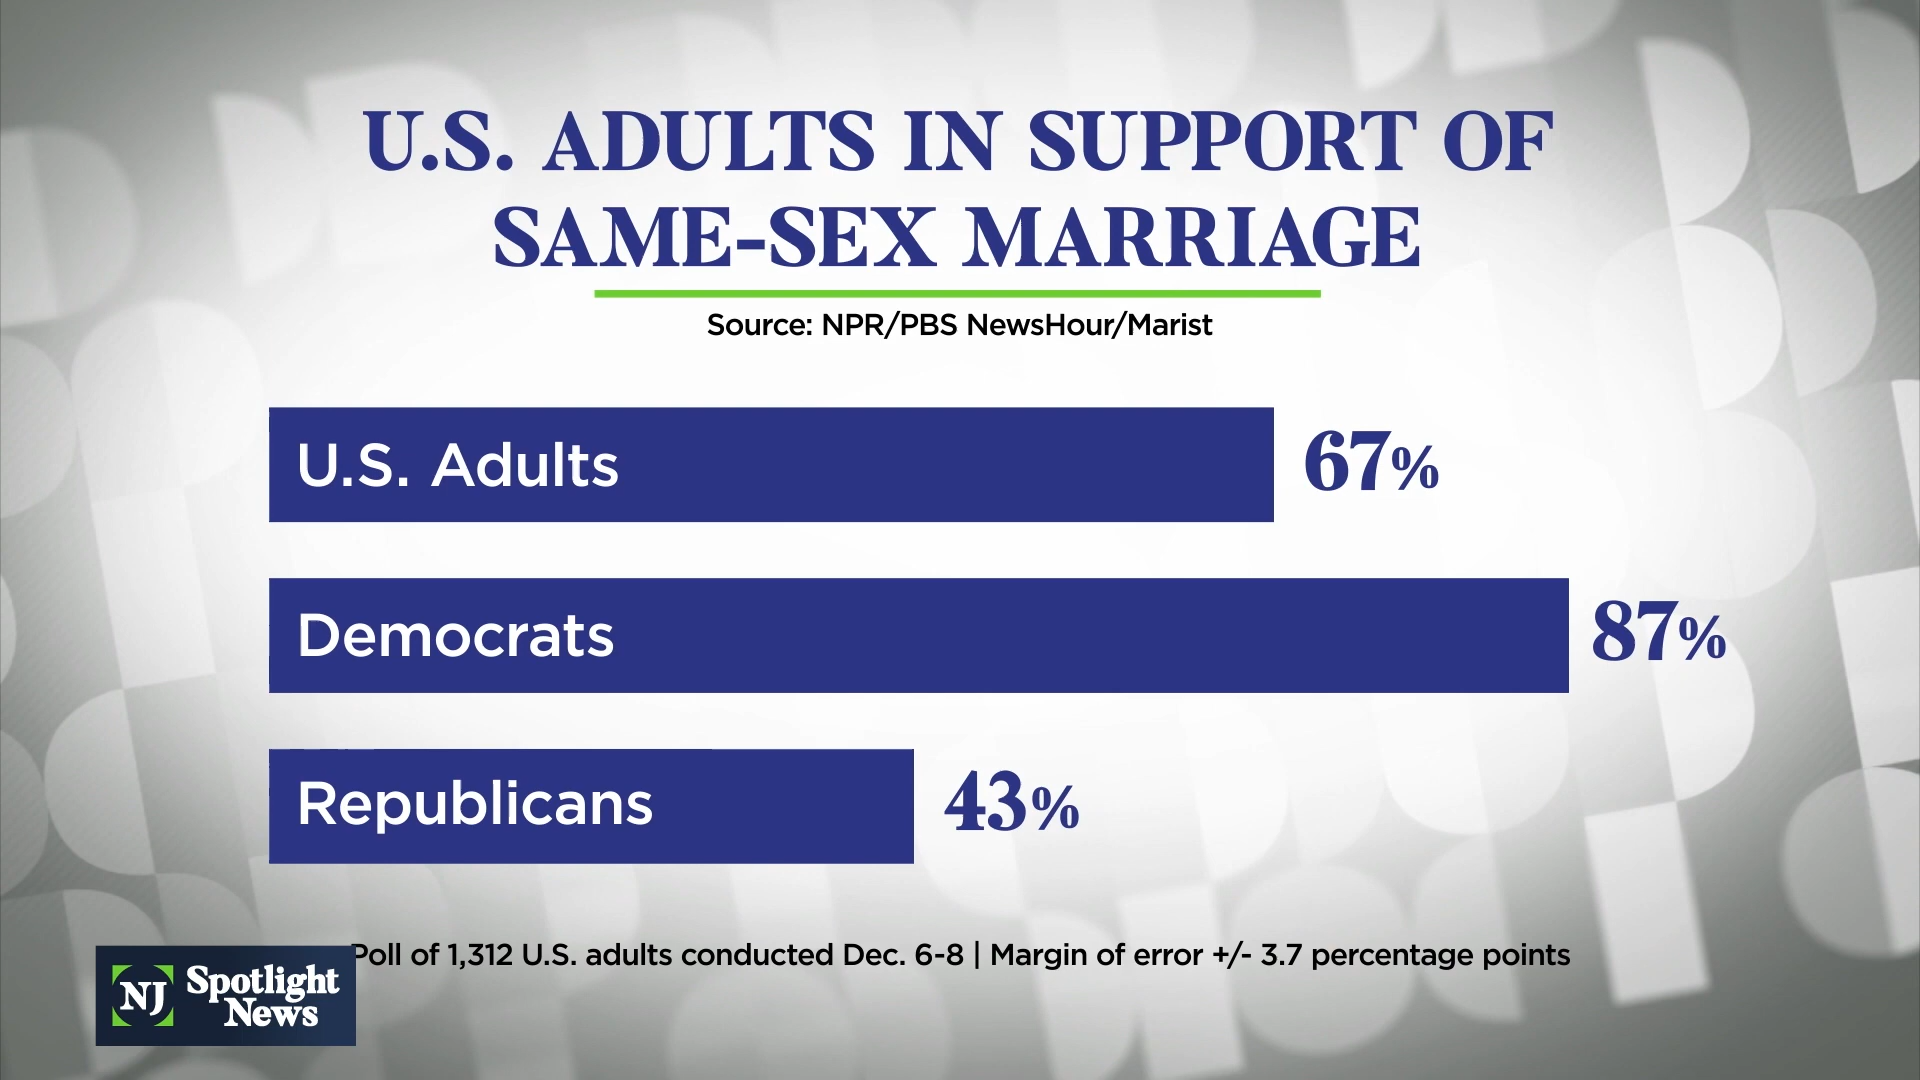 U.S. ADULTS IN SUPPORT OF
SAME-SEX MARRIAGE
Source: NPR/PBS NewsHour/Marist
U.S. Adults 67%
Democrats 87%
Republicans 43%
Poll of 1,312 U.S. adults conducted Dec. 6-8 | Margin of error +/- 3.7 percentage points
NJ Spotlight
News